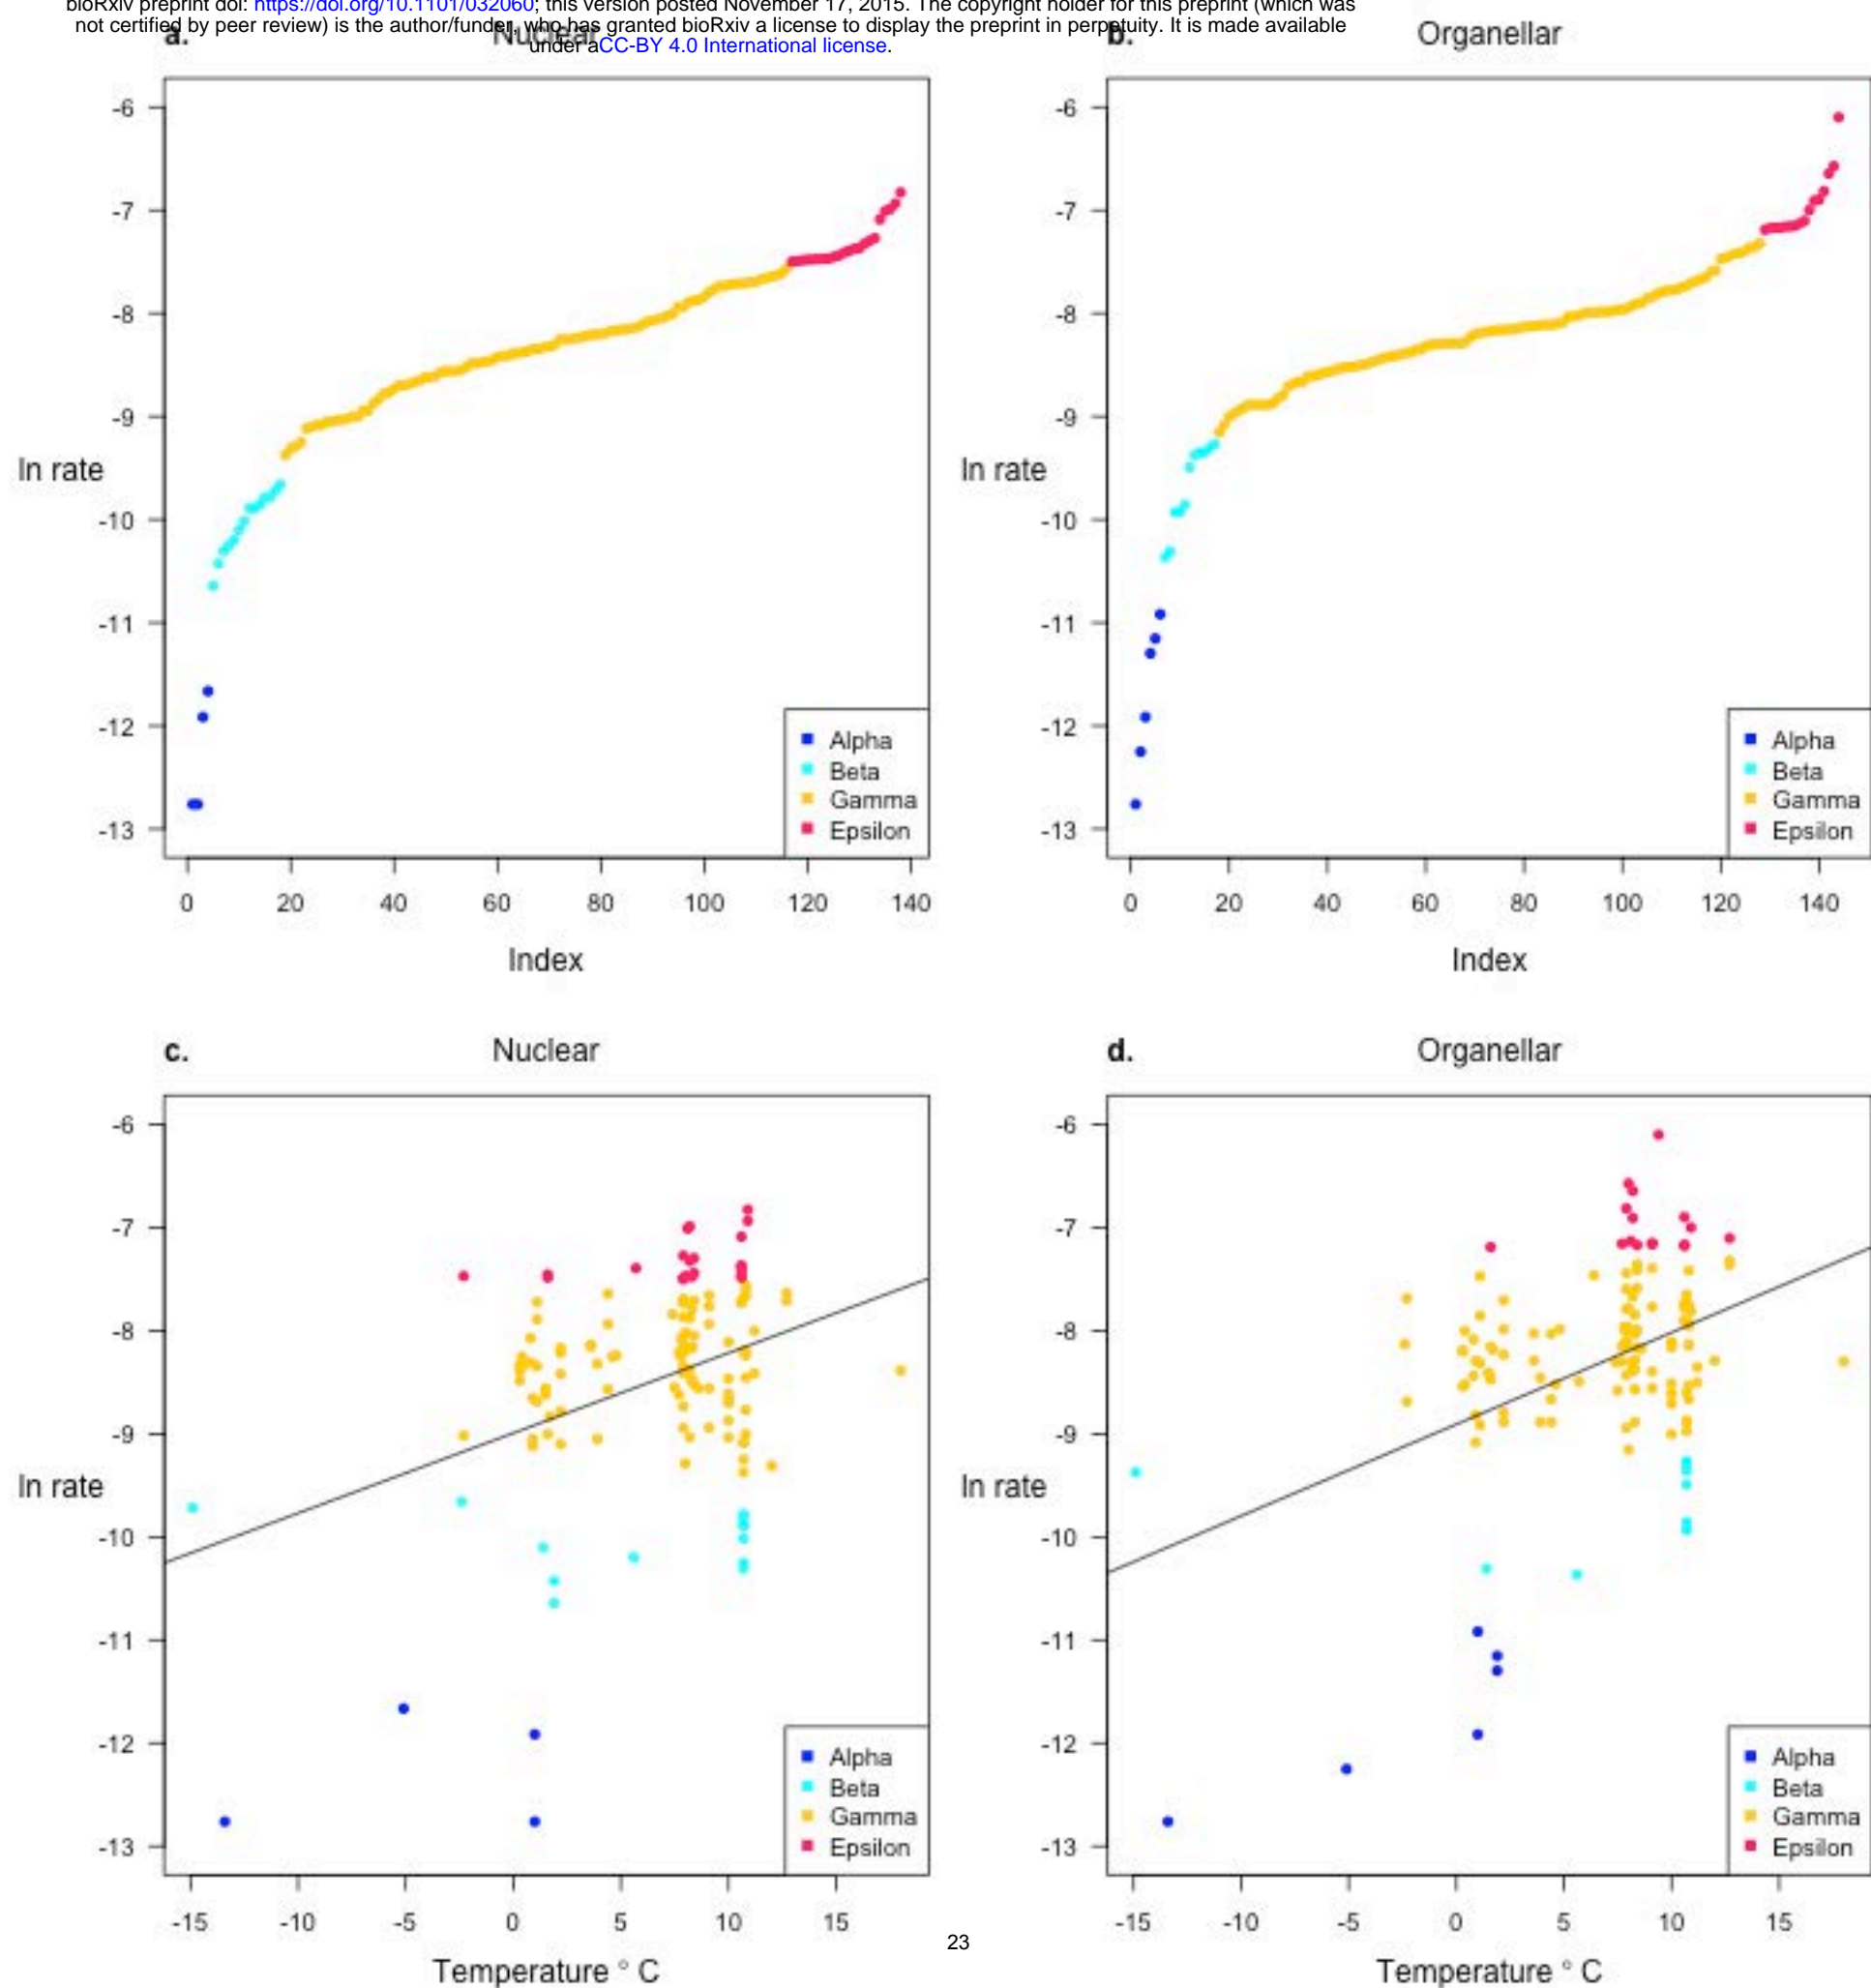 bioRxiv preprint doi: https://doi.org/10.1101/032060; this version posted November 17, 2015. The copyright holder for this preprint (which was
not certified by peer review) is the author/funder, who has granted bioRxiv a license to display the preprint in perpetuity. It is made available
under aCC-BY 4.0 International license.
a. Nuclear
-6
-7
-8
-9
ln rate
-10
-11
-12
-13
Alpha
Beta
Gamma
Epsilon
0 20 40 60 80 100 120 140
Index
b. Organellar
-6
-7
-8
-9
ln rate
-10
-11
-12
-13
Alpha
Beta
Gamma
Epsilon
0 20 40 60 80 100 120 140
Index
c. Nuclear
-6
-7
-8
-9
ln rate
-10
-11
-12
-13
Alpha
Beta
Gamma
Epsilon
-15 -10 -5 0 5 10 15
Temperature ° C
d. Organellar
-6
-7
-8
-9
ln rate
-10
-11
-12
-13
Alpha
Beta
Gamma
Epsilon
-15 -10 -5 0 5 10 15
Temperature ° C
23